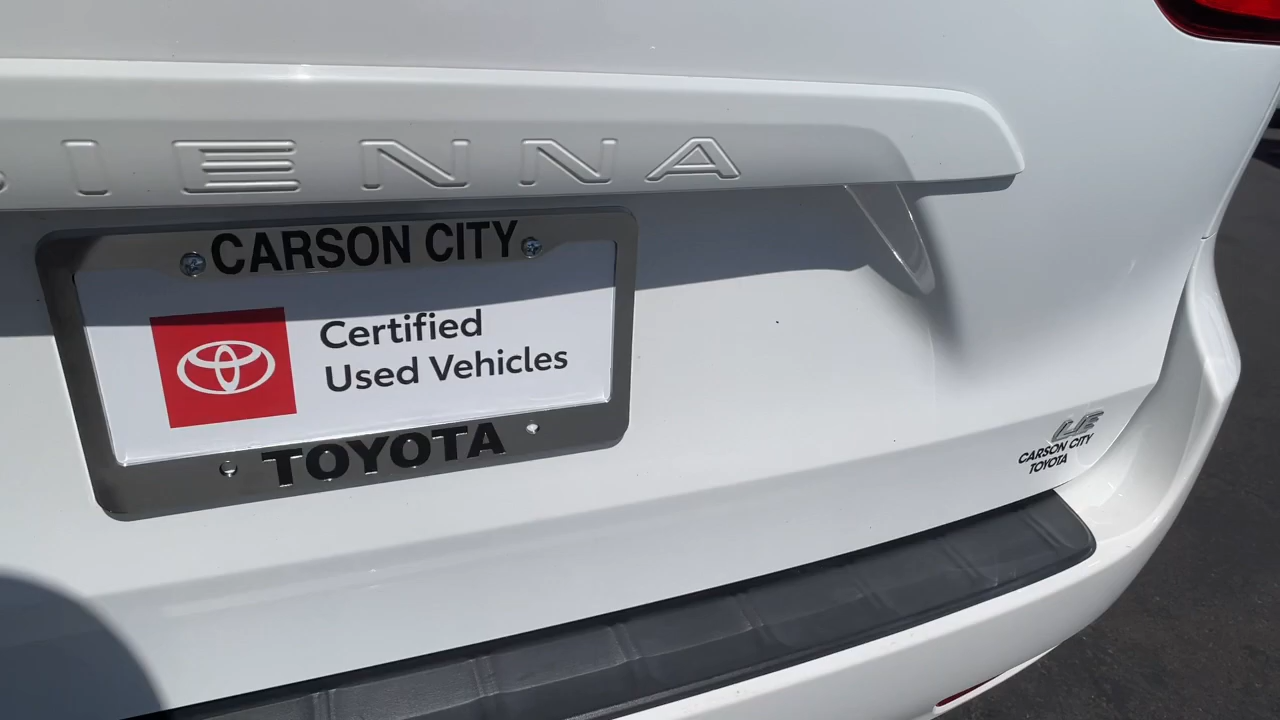 SIENNA
CARSON CITY
Certified
Used Vehicles
TOYOTA
LE
CARSON CITY
TOYOTA